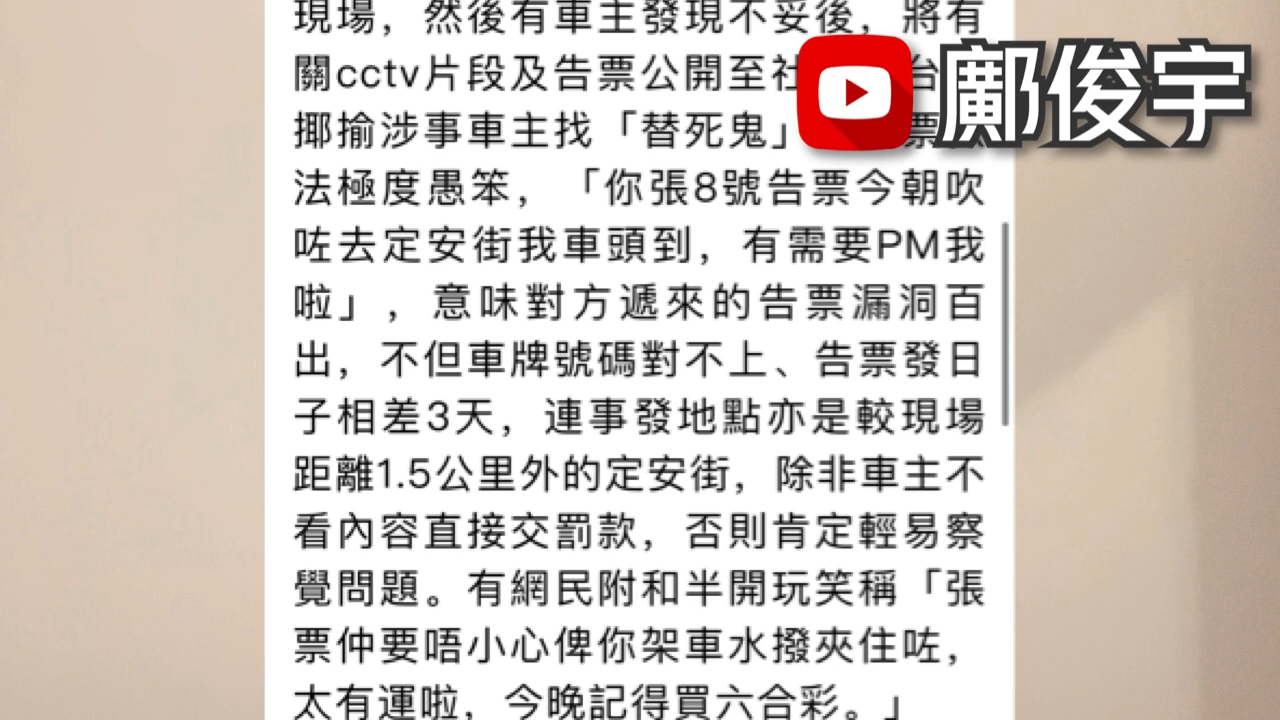 現場，然後有車主發現不妥後，將有
關cctv片段及告票公開至社 台
揶揄涉事車主找「替死鬼」 票
法極度愚笨，「你張8號告票今朝吹
咗去定安街我車頭到，有需要PM我
啦」，意味對方遞來的告票漏洞百
出，不但車牌號碼對不上、告票發日
子相差3天，連事發地點亦是較現場
距離1.5公里外的定安街，除非車主不
看內容直接交罰款，否則肯定輕易察
覺問題。有網民附和半開玩笑稱「張
票仲要唔小心俾你架車水撥夾住咗，
太有運啦，今晚記得買六合彩。」
鄺俊宇